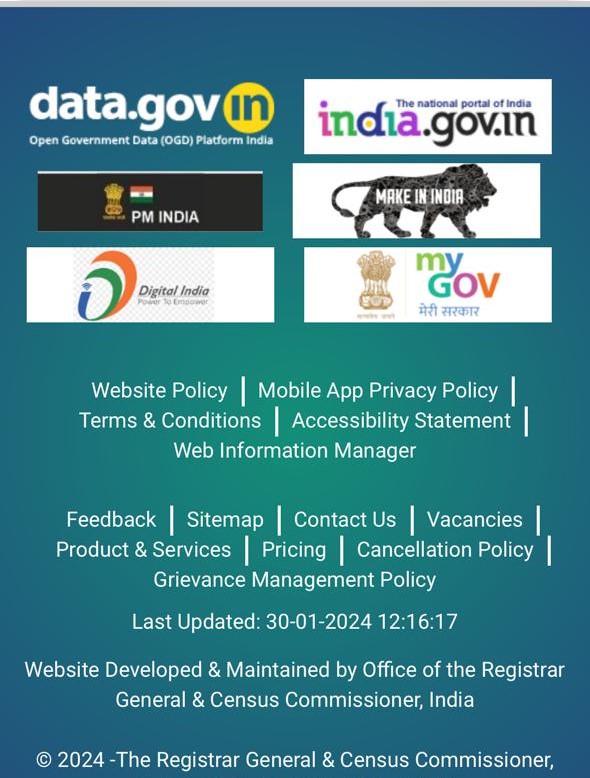 data.gov in
Open Government Data (OGD) Platform India
The national portal of India
india.gov.in
PM INDIA
MAKE IN INDIA
Digital India
Power To Empower
my
GOV
मेरी सरकार
Website Policy | Mobile App Privacy Policy |
Terms & Conditions | Accessibility Statement |
Web Information Manager
Feedback | Sitemap | Contact Us | Vacancies |
Product & Services | Pricing | Cancellation Policy |
Grievance Management Policy
Last Updated: 30-01-2024 12:16:17
Website Developed & Maintained by Office of the Registrar
General & Census Commissioner, India
© 2024 -The Registrar General & Census Commissioner,